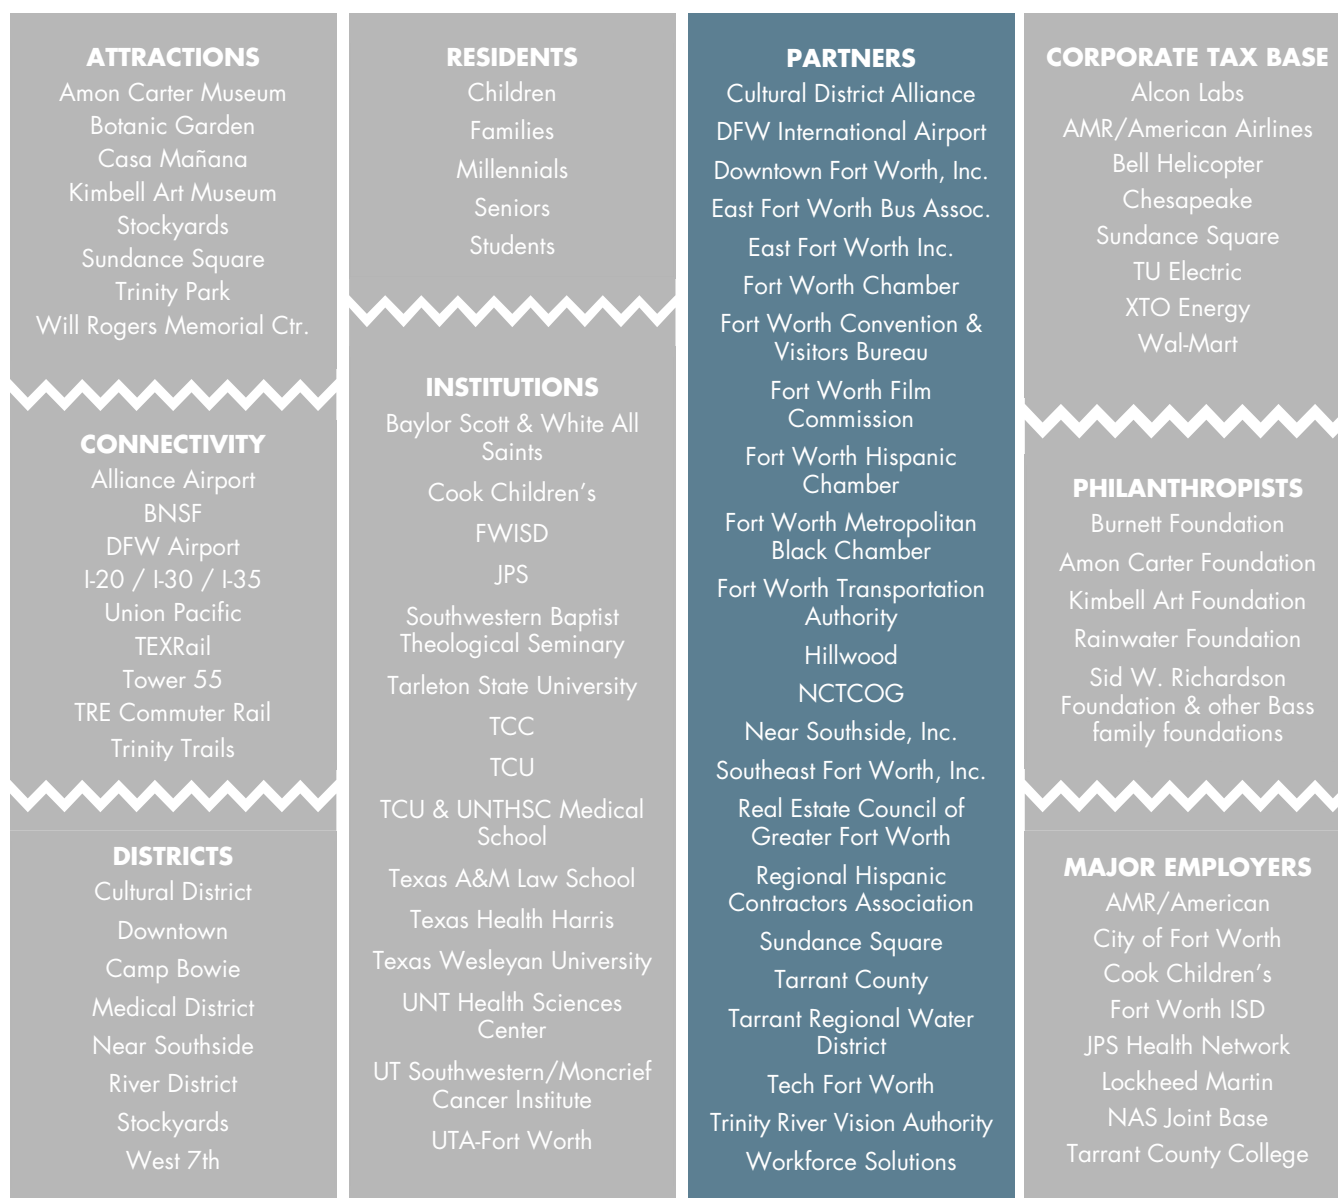 ATTRACTIONS
Amon Carter Museum
Botanic Garden
Casa Mañana
Kimbell Art Museum
Stockyards
Sundance Square
Trinity Park
Will Rogers Memorial Ctr.
CONNECTIVITY
Alliance Airport
BNSF
DFW Airport
I-20 / I-30 / I-35
Union Pacific
TEXRail
Tower 55
TRE Commuter Rail
Trinity Trails
DISTRICTS
Cultural District
Downtown
Camp Bowie
Medical District
Near Southside
River District
Stockyards
West 7th
RESIDENTS
Children
Families
Millennials
Seniors
Students
INSTITUTIONS
Baylor Scott & White All
Saints
Cook Children's
FWISD
JPS
Southwestern Baptist
Theological Seminary
Tarleton State University
TCC
TCU
TCU & UNTHSC Medical
School
Texas A&M Law School
Texas Health Harris
Texas Wesleyan University
UNT Health Sciences
Center
UT Southwestern/Moncrief
Cancer Institute
UTA-Fort Worth
PARTNERS
Cultural District Alliance
DFW International Airport
Downtown Fort Worth, Inc.
East Fort Worth Bus Assoc.
East Fort Worth Inc.
Fort Worth Chamber
Fort Worth Convention &
Visitors Bureau
Fort Worth Film
Commission
Fort Worth Hispanic
Chamber
Fort Worth Metropolitan
Black Chamber
Fort Worth Transportation
Authority
Hillwood
NCTCOG
Near Southside, Inc.
Southeast Fort Worth, Inc.
Real Estate Council of
Greater Fort Worth
Regional Hispanic
Contractors Association
Sundance Square
Tarrant County
Tarrant Regional Water
District
Tech Fort Worth
Trinity River Vision Authority
Workforce Solutions
CORPORATE TAX BASE
Alcon Labs
AMR/American Airlines
Bell Helicopter
Chesapeake
Sundance Square
TU Electric
XTO Energy
Wal-Mart
PHILANTHROPISTS
Burnett Foundation
Amon Carter Foundation
Kimbell Art Foundation
Rainwater Foundation
Sid W. Richardson
Foundation & other Bass
family foundations
MAJOR EMPLOYERS
AMR/American
City of Fort Worth
Cook Children's
Fort Worth ISD
JPS Health Network
Lockheed Martin
NAS Joint Base
Tarrant County College